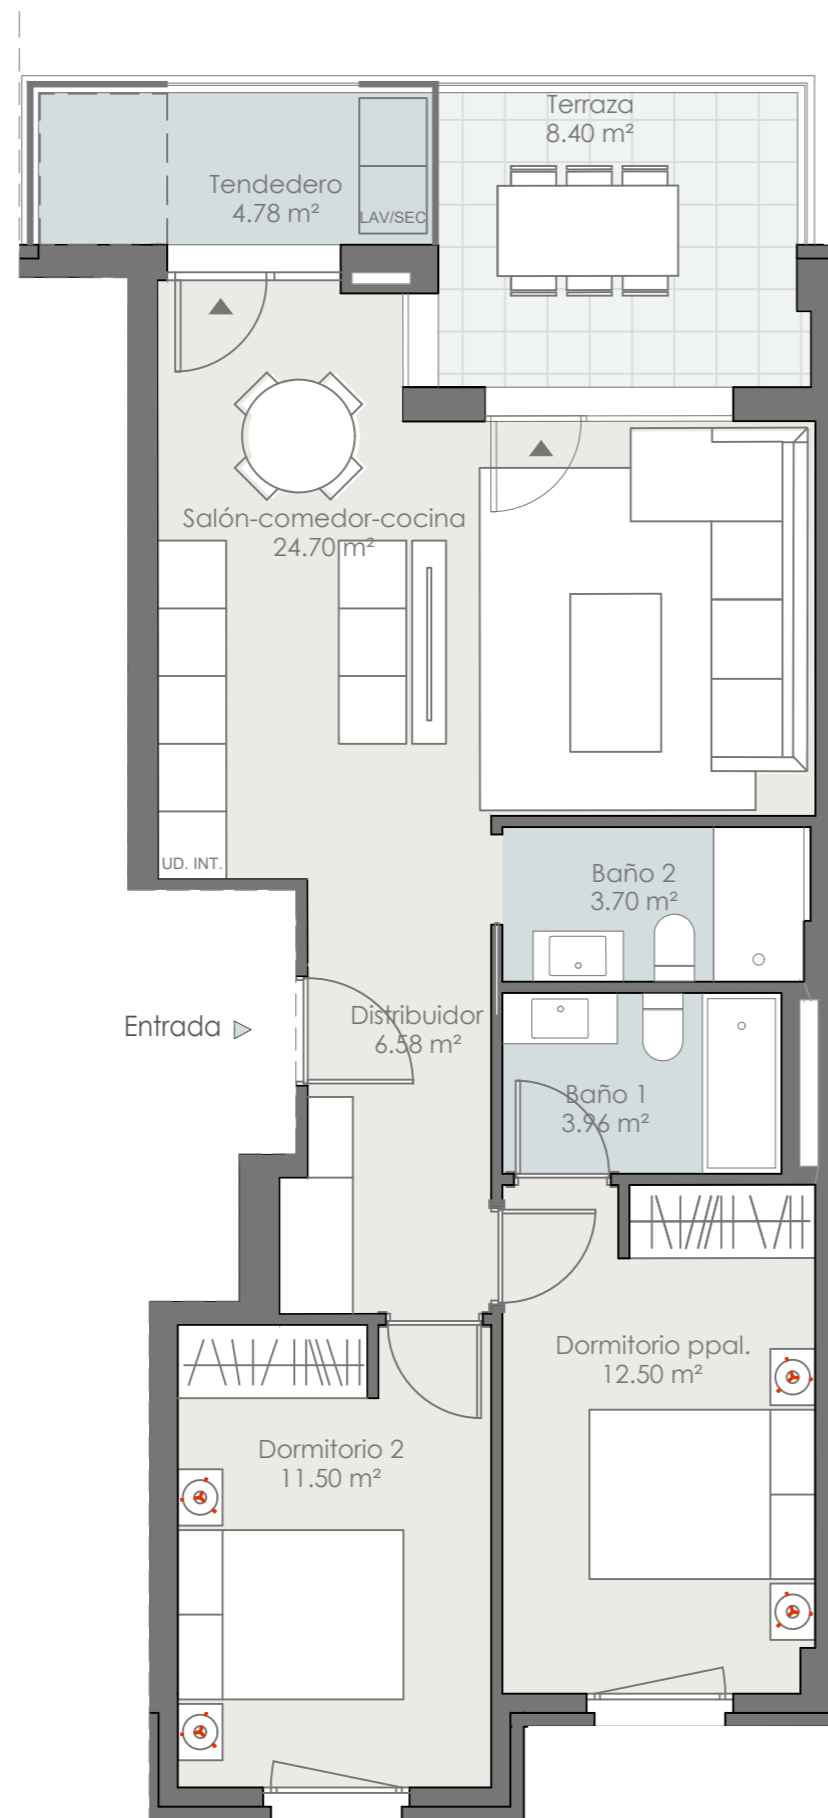 Terraza
8.40 m²
Tendedero
4.78 m²
LAV/SEC
Salón-comedor-cocina
24.70 m²
UD. INT.
Baño 2
3.70 m²
Entrada
Distribuidor
6.58 m²
Baño 1
3.96 m²
Dormitorio ppal.
12.50 m²
Dormitorio 2
11.50 m²